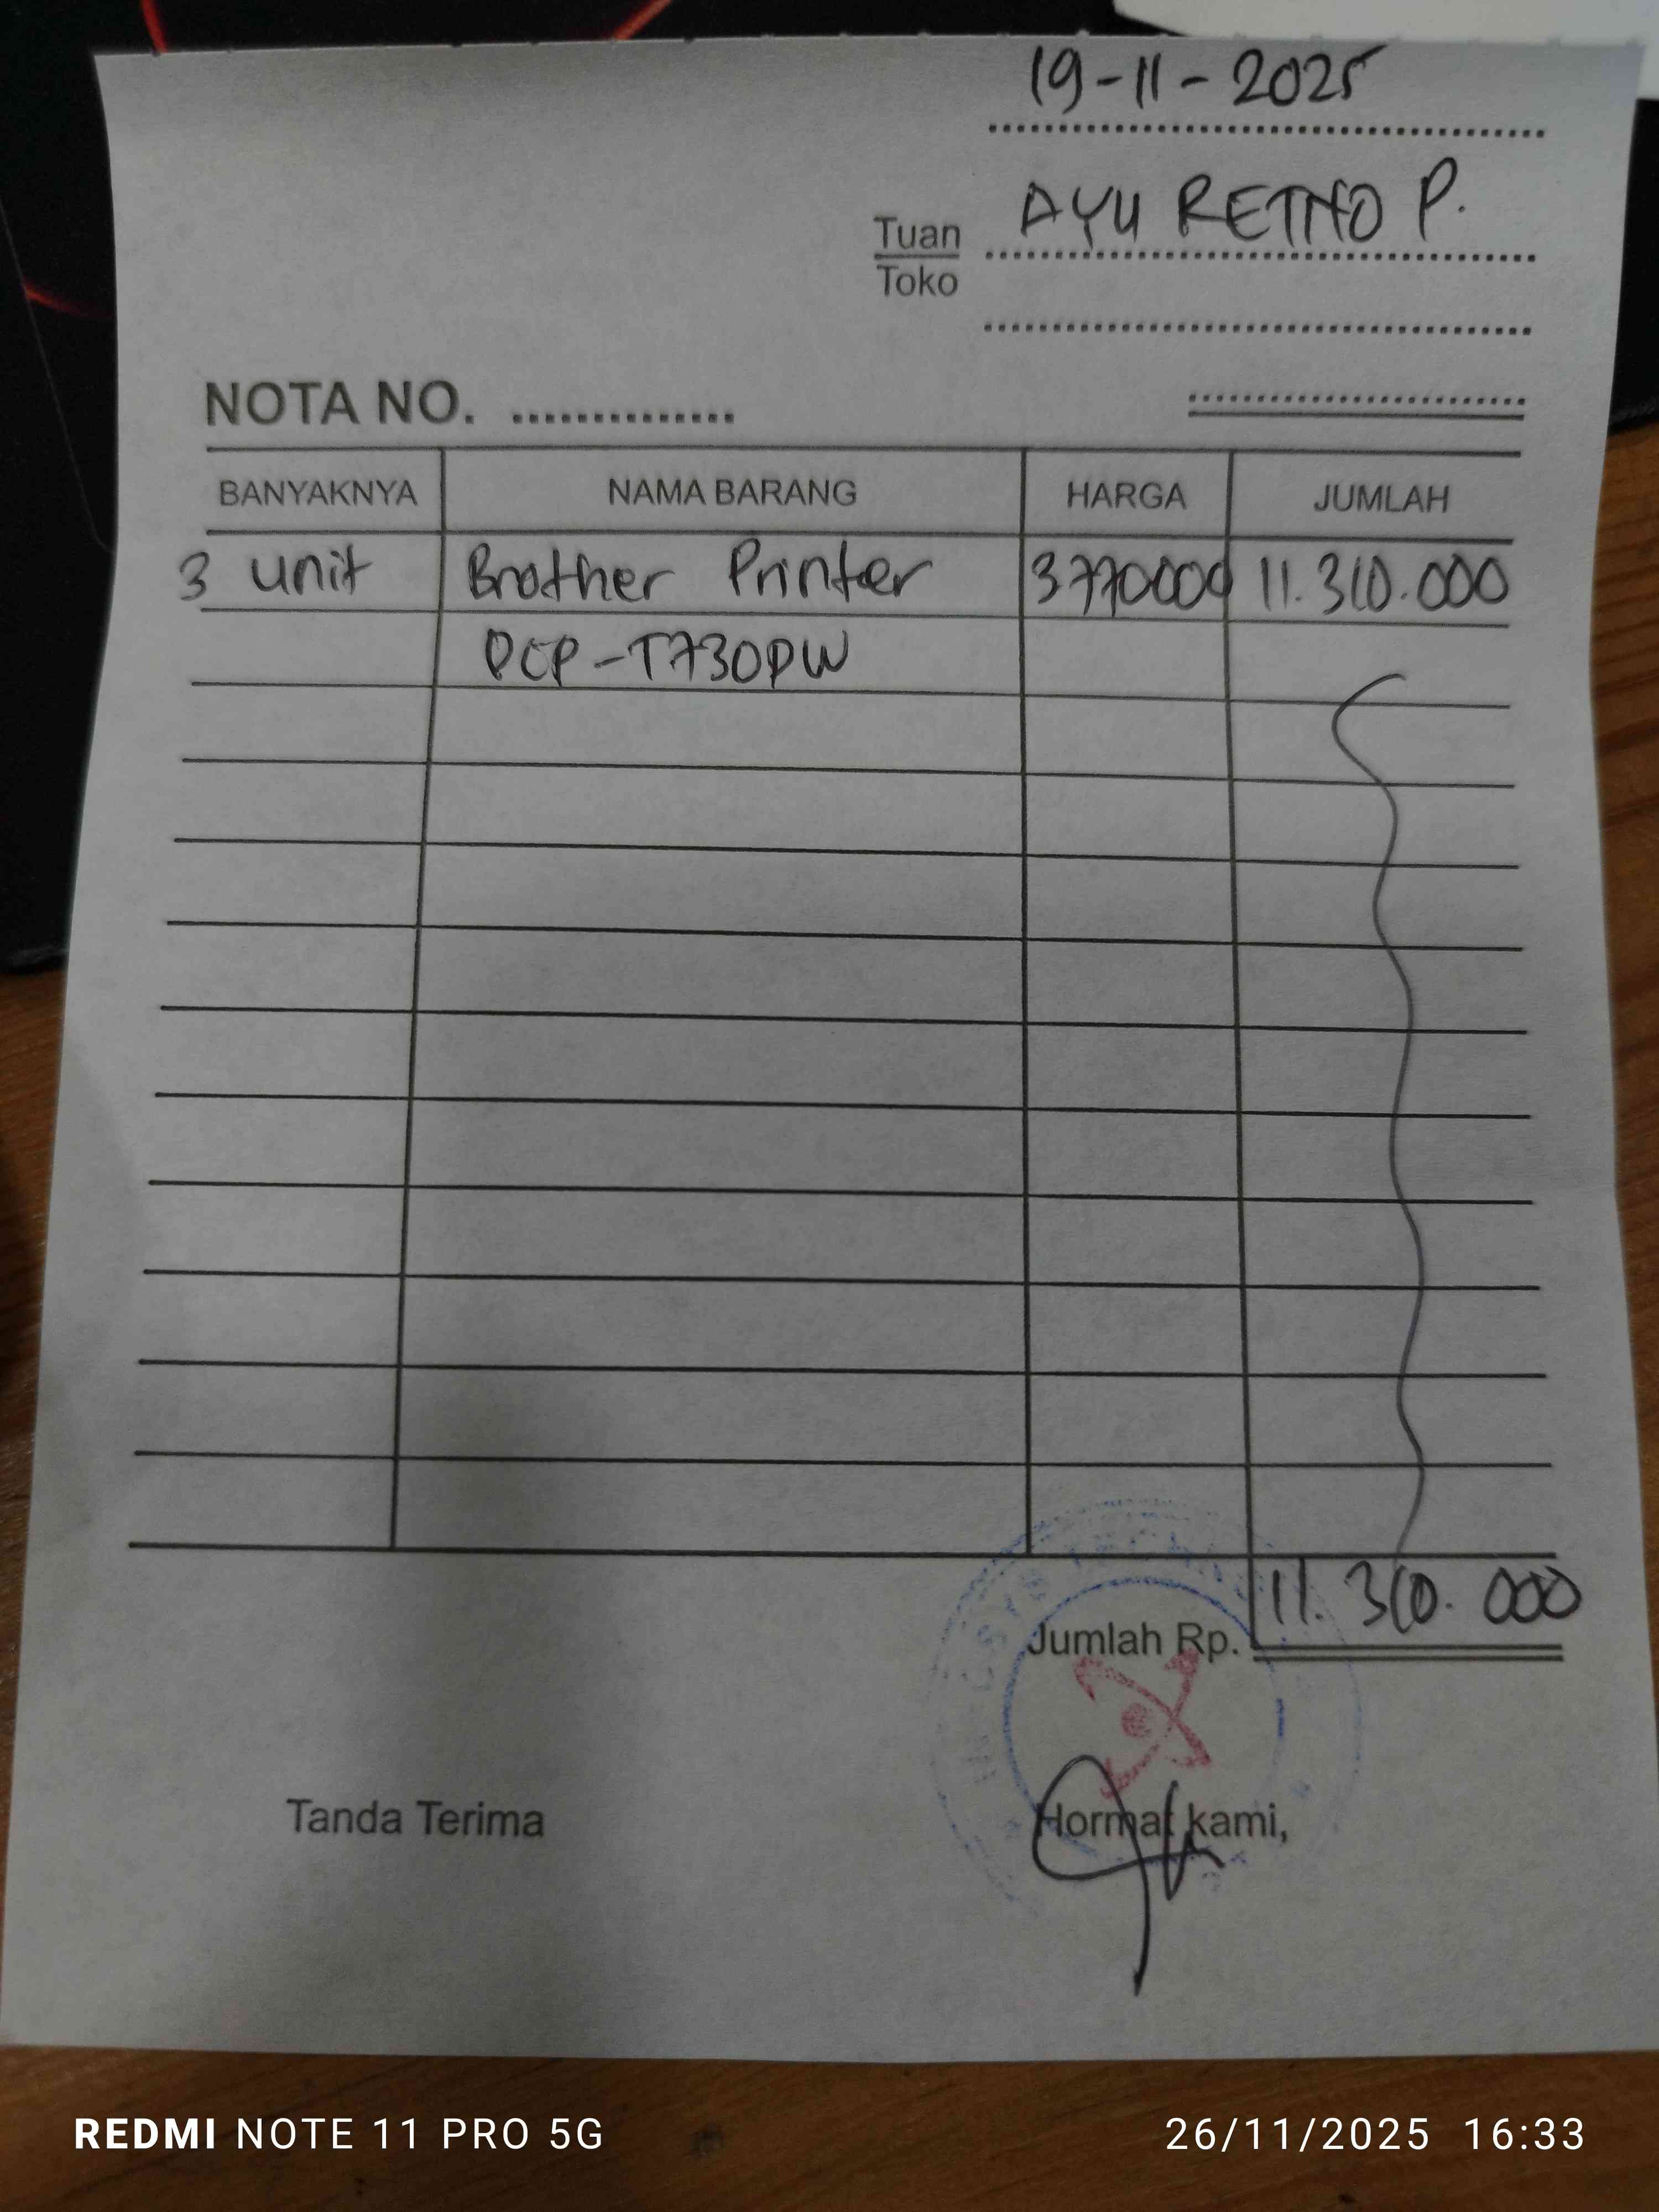 19-11-2025
AYU RETNO P.
Tuan
Toko
NOTA NO. ..............
BANYAKNYA NAMA BARANG HARGA JUMLAH
3 unit Brother Printer 3770000 11.310.000
DCP-T730DW
11.310.000
Jumlah Rp.
Tanda Terima Hormat kami,
REDMI NOTE 11 PRO 5G 26/11/2025 16:33